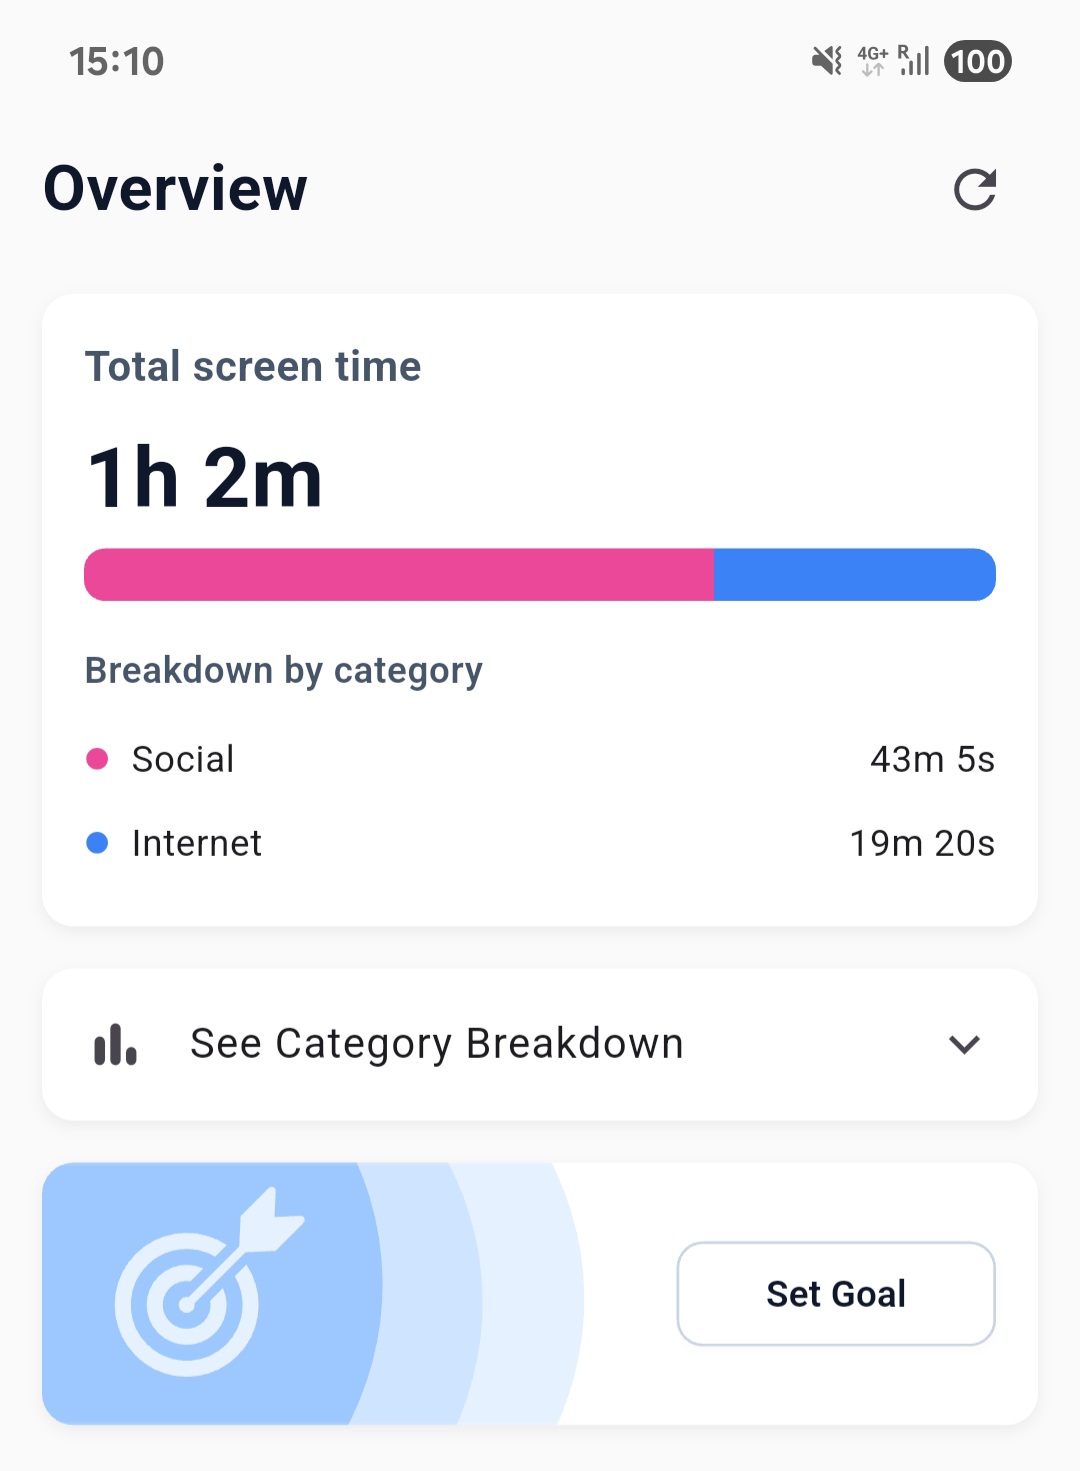 15:10
4G+ R 100
Overview
Total screen time
1h 2m
Breakdown by category
Social 43m 5s
Internet 19m 20s
See Category Breakdown
Set Goal